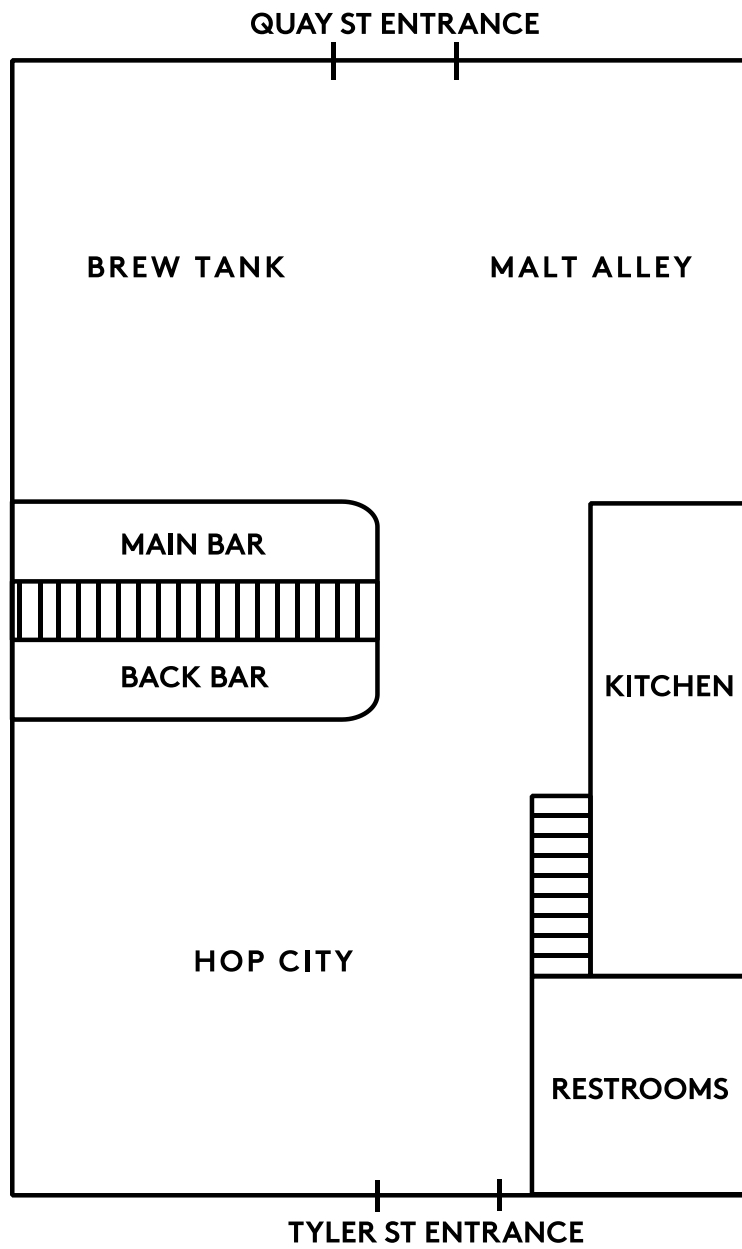 QUAY ST ENTRANCE
BREW TANK
MALT ALLEY
MAIN BAR
BACK BAR
KITCHEN
HOP CITY
RESTROOMS
TYLER ST ENTRANCE